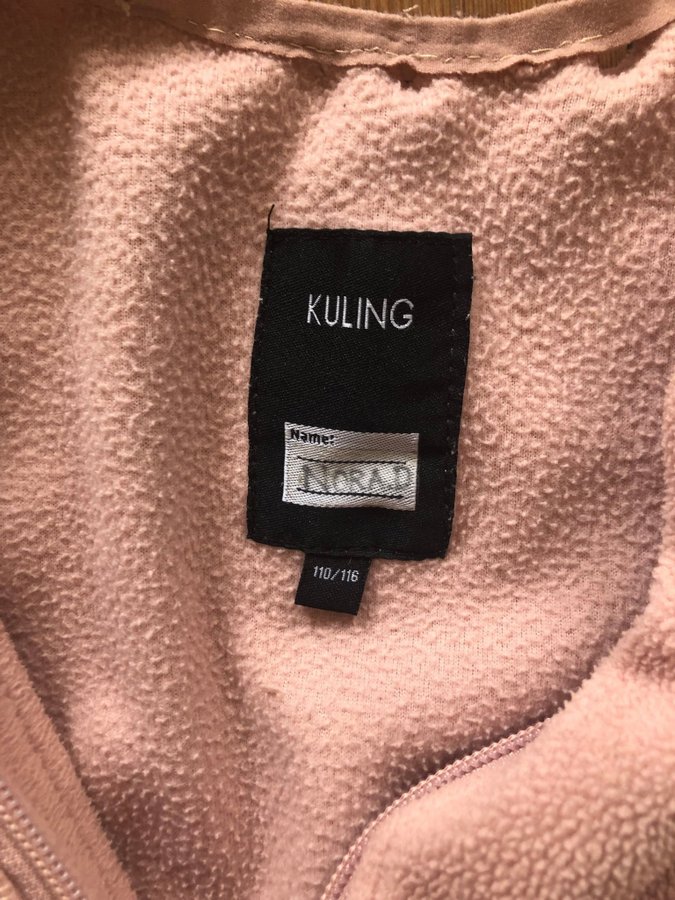 KULING
Name:
NORA D
110/116